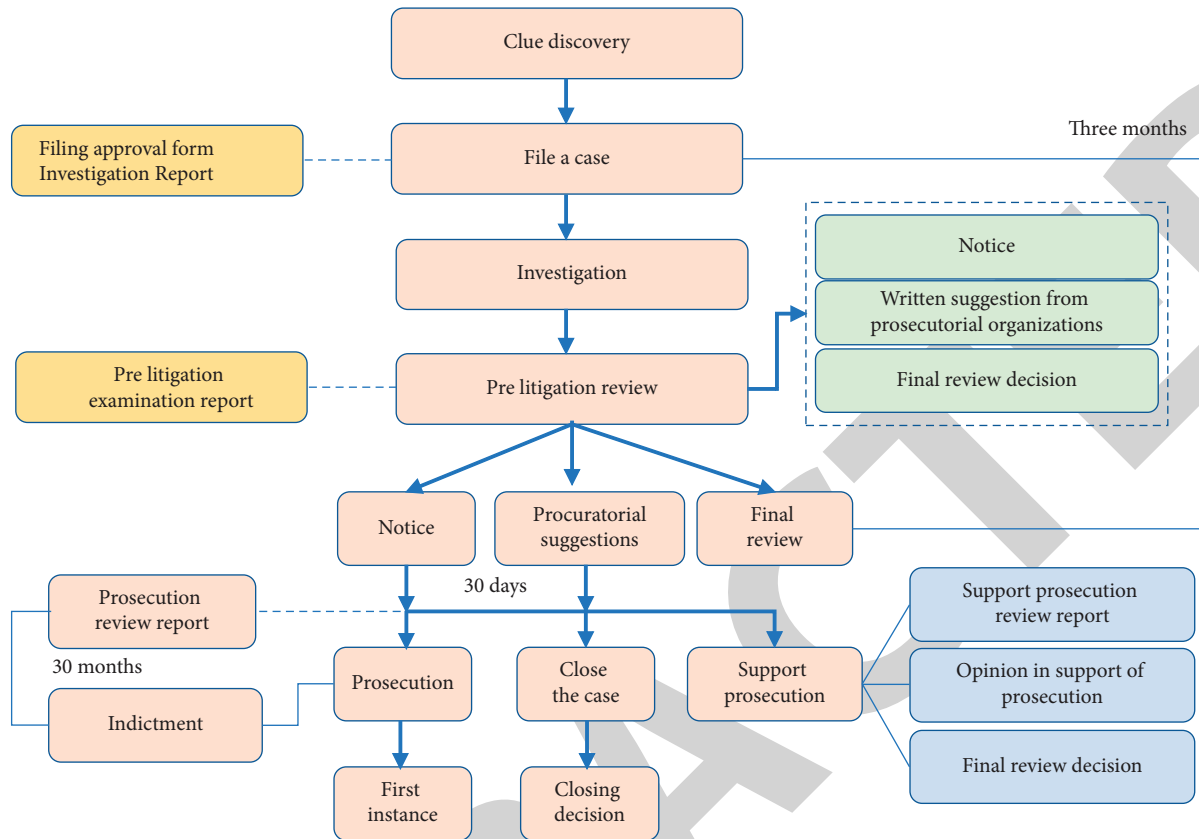 Clue discovery
Three months
Filing approval form
Investigation Report
File a case
Notice
Investigation
Written suggestion from
prosecutorial organizations
Pre litigation
examination report
Pre litigation review
Final review decision
Notice
Procuratorial
suggestions
Final
review
30 days
Prosecution
review report
Support prosecution
review report
30 months
Prosecution
Close
the case
Support
prosecution
Opinion in support of
prosecution
Indictment
First
instance
Closing
decision
Final review decision